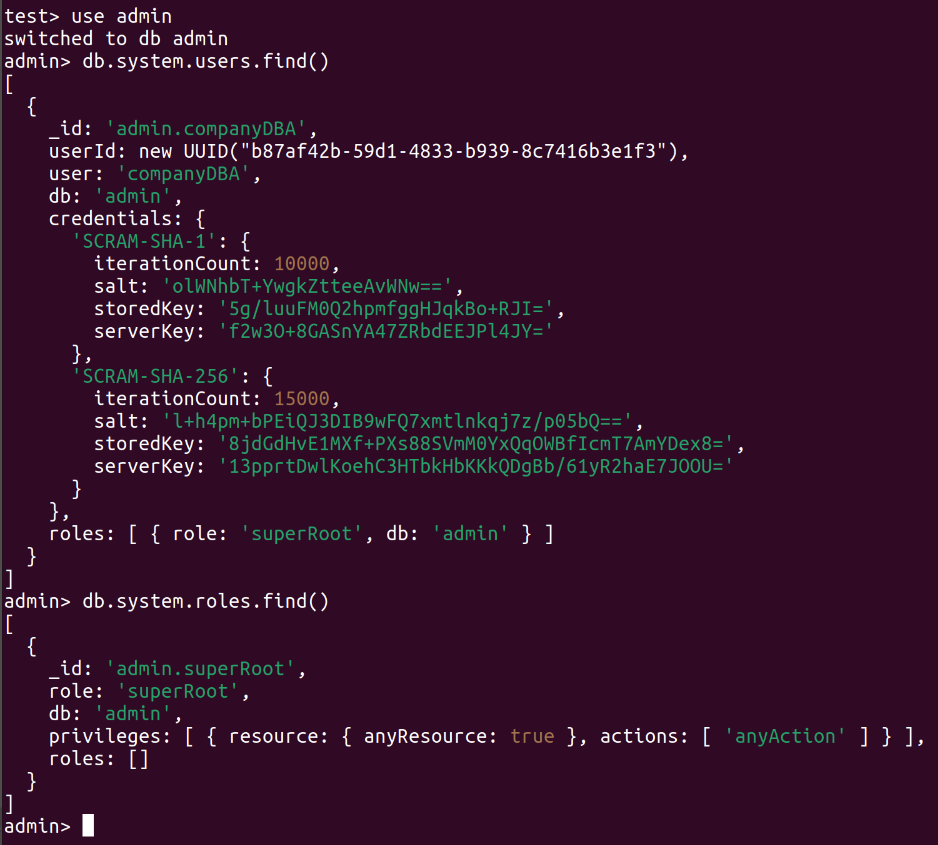 test> use admin
switched to db admin
admin> db.system.users.find()
[
  {
    _id: 'admin.companyDBA',
    userId: new UUID("b87af42b-59d1-4833-b939-8c7416b3e1f3"),
    user: 'companyDBA',
    db: 'admin',
    credentials: {
      'SCRAM-SHA-1': {
        iterationCount: 10000,
        salt: 'olWNhbT+YwgkZtteeAvWNw==',
        storedKey: '5g/luuFM0Q2hpmfggHJqkBo+RJI=',
        serverKey: 'f2w3O+8GASnYA47ZRbdEEJPl4JY='
      },
      'SCRAM-SHA-256': {
        iterationCount: 15000,
        salt: 'l+h4pm+bPEiQJ3DIB9wFQ7xmtlnkqj7z/p05bQ==',
        storedKey: '8jdGdHvE1MXf+PXs88SVmM0YxQqOWBfIcmT7AmYDex8=',
        serverKey: '13pprtDwlKoehC3HTbkHbKKkQDgBb/61yR2haE7JOOU='
      }
    },
    roles: [ { role: 'superRoot', db: 'admin' } ]
  }
]
admin> db.system.roles.find()
[
  {
    _id: 'admin.superRoot',
    role: 'superRoot',
    db: 'admin',
    privileges: [ { resource: { anyResource: true }, actions: [ 'anyAction' ] } ],
    roles: []
  }
]
admin>